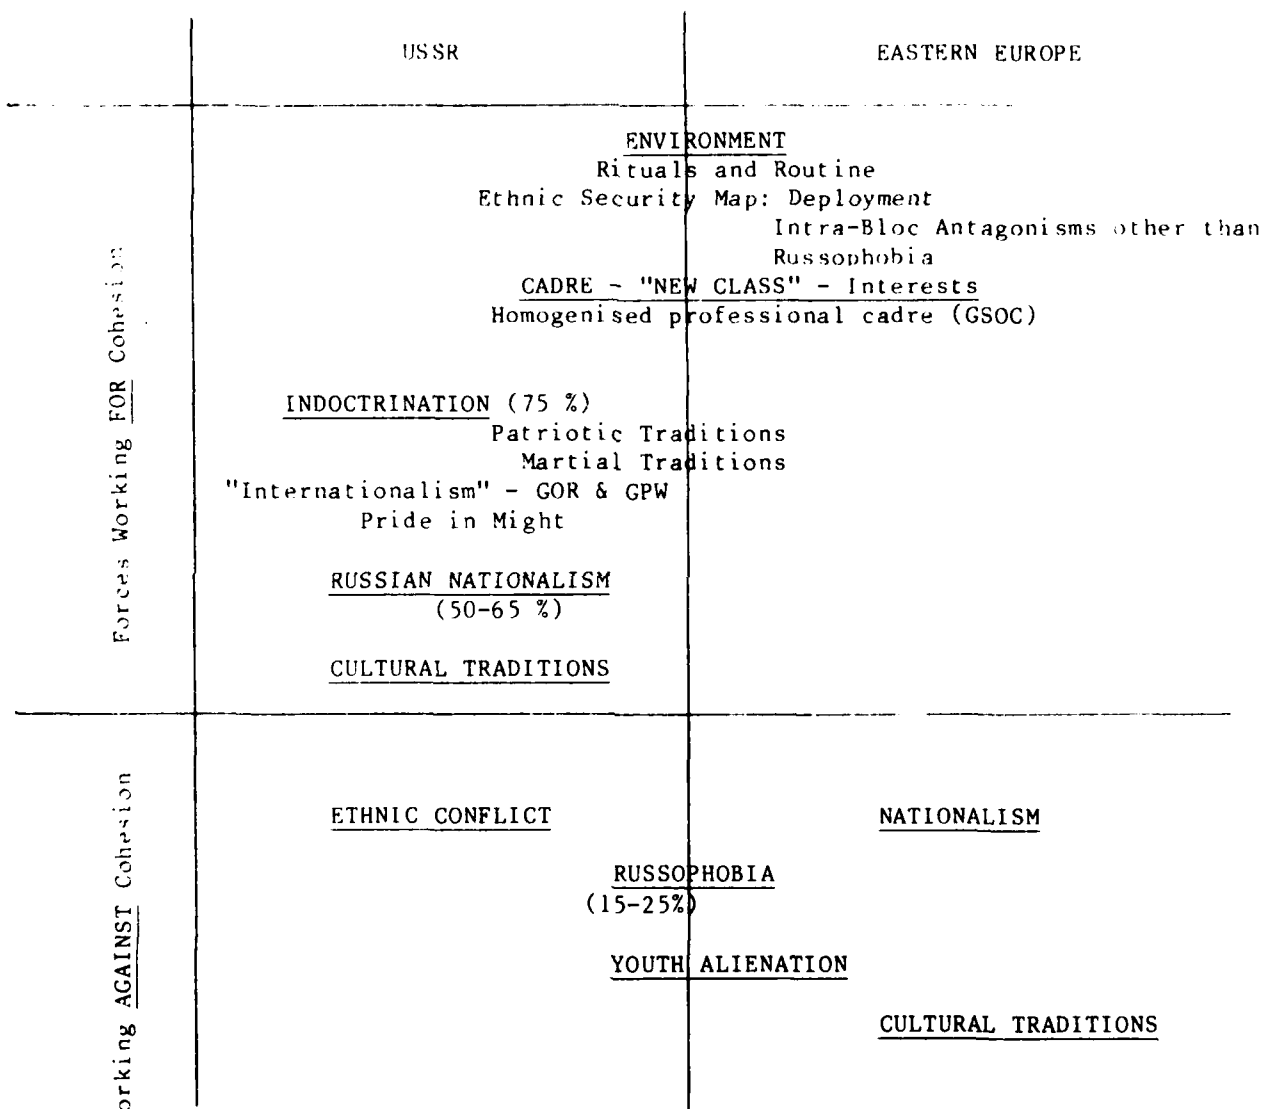 USSR
EASTERN EUROPE
ENVIRONMENT
Rituals and Routine
Ethnic Security Map: Deployment
Intra-Bloc Antagonisms other than
Russophobia
CADRE - "NEW CLASS" - Interests
Homogenised professional cadre (GSOC)
Forces Working FOR Cohesion
INDOCTRINATION (75 %)
Patriotic Traditions
Martial Traditions
"Internationalism" - GOR & GPW
Pride in Might
RUSSIAN NATIONALISM
(50-65 %)
CULTURAL TRADITIONS
orking AGAINST Cohesion
ETHNIC CONFLICT
NATIONALISM
RUSSOPHOBIA
(15-25%)
YOUTH ALIENATION
CULTURAL TRADITIONS